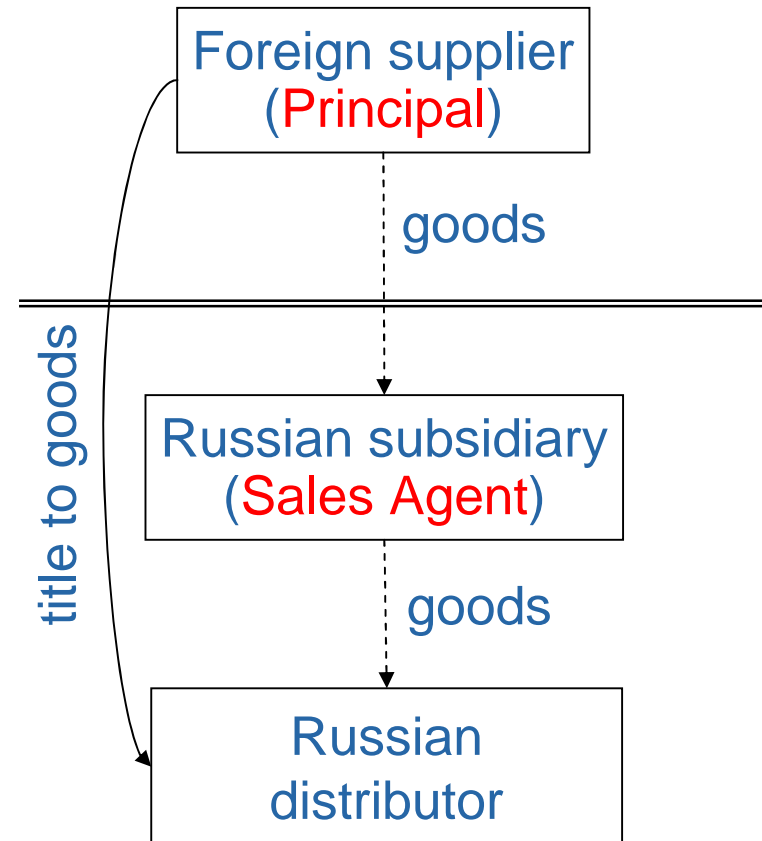 Foreign supplier
(Principal)
goods
title to goods
Russian subsidiary
(Sales Agent)
goods
Russian
distributor